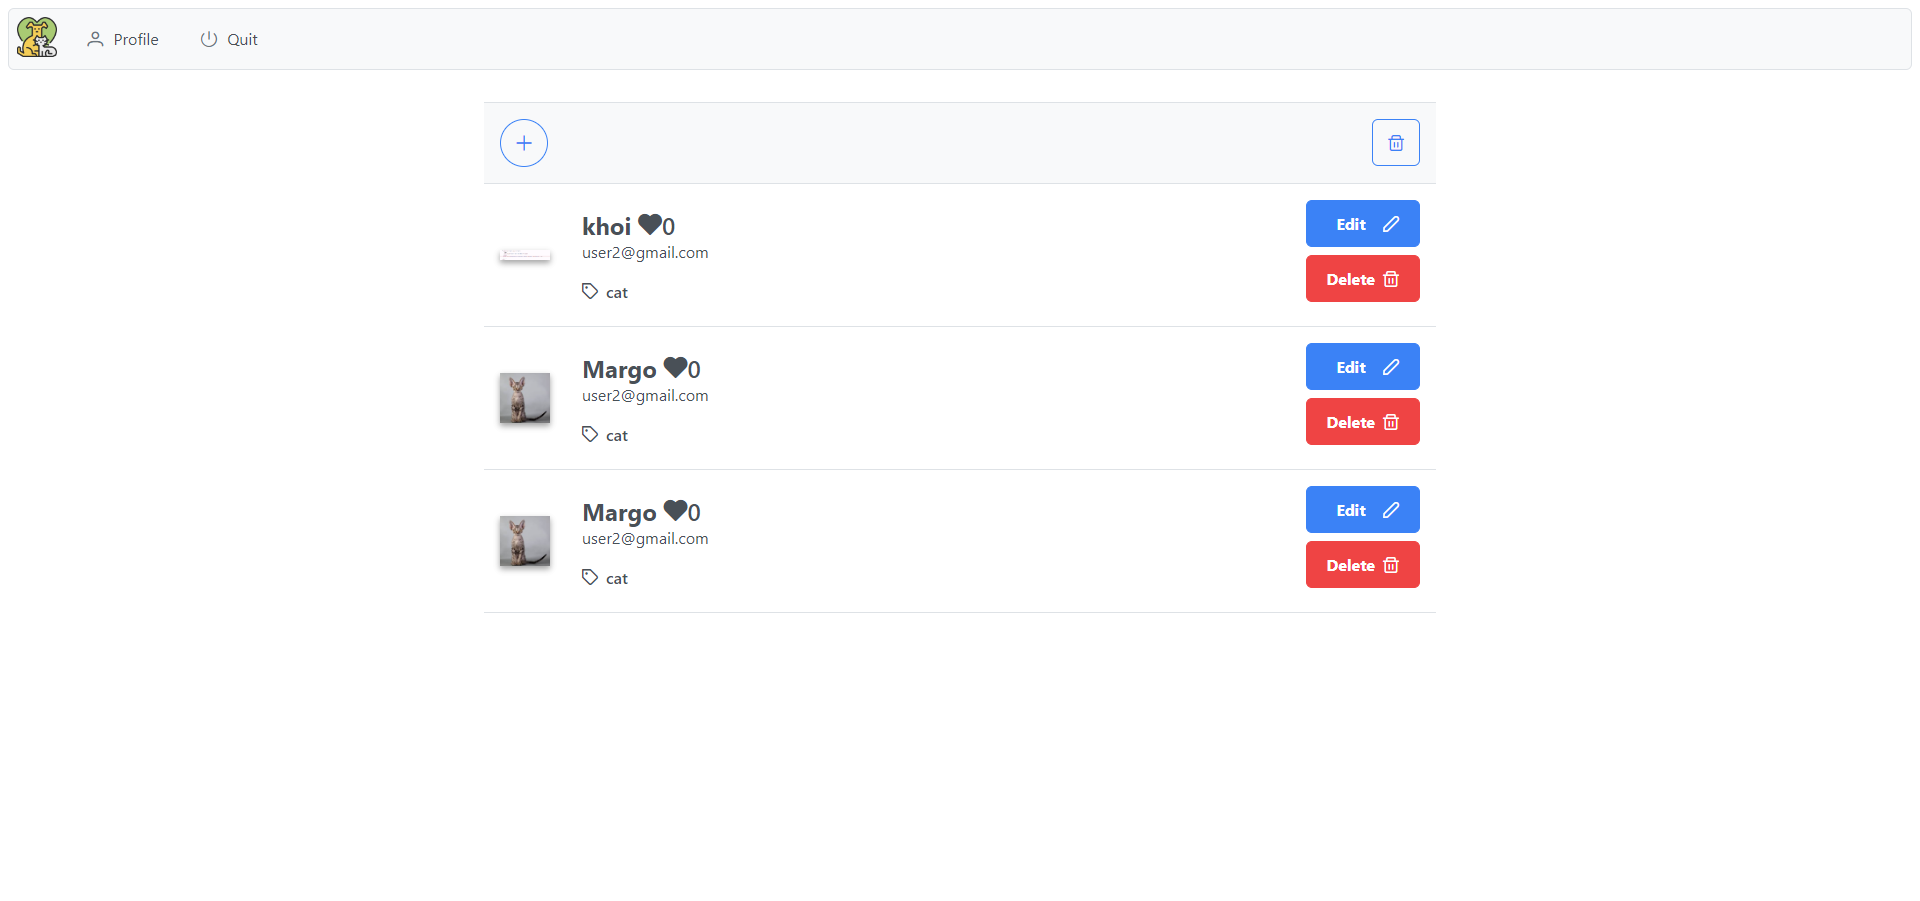 Profile
Quit
khoi 0
user2@gmail.com
cat
Edit
Delete
Margo 0
user2@gmail.com
cat
Edit
Delete
Margo 0
user2@gmail.com
cat
Edit
Delete